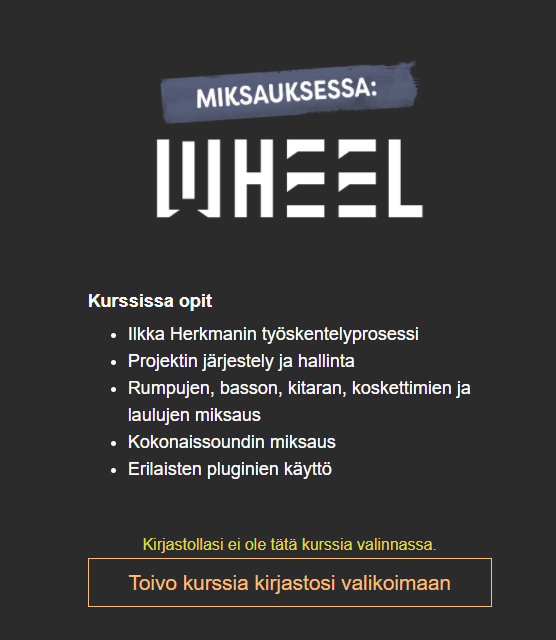 MIKSAUKSESSA:
WHEEL
Kurssissa opit
• Ilkka Herkmanin työskentelyprosessi
• Projektin järjestely ja hallinta
• Rumpujen, basson, kitaran, koskettimien ja
laulujen miksaus
• Kokonaissoundin miksaus
• Erilaisten pluginien käyttö
Kirjastollasi ei ole tätä kurssia valinnassa.
Toivo kurssia kirjastosi valikoimaan